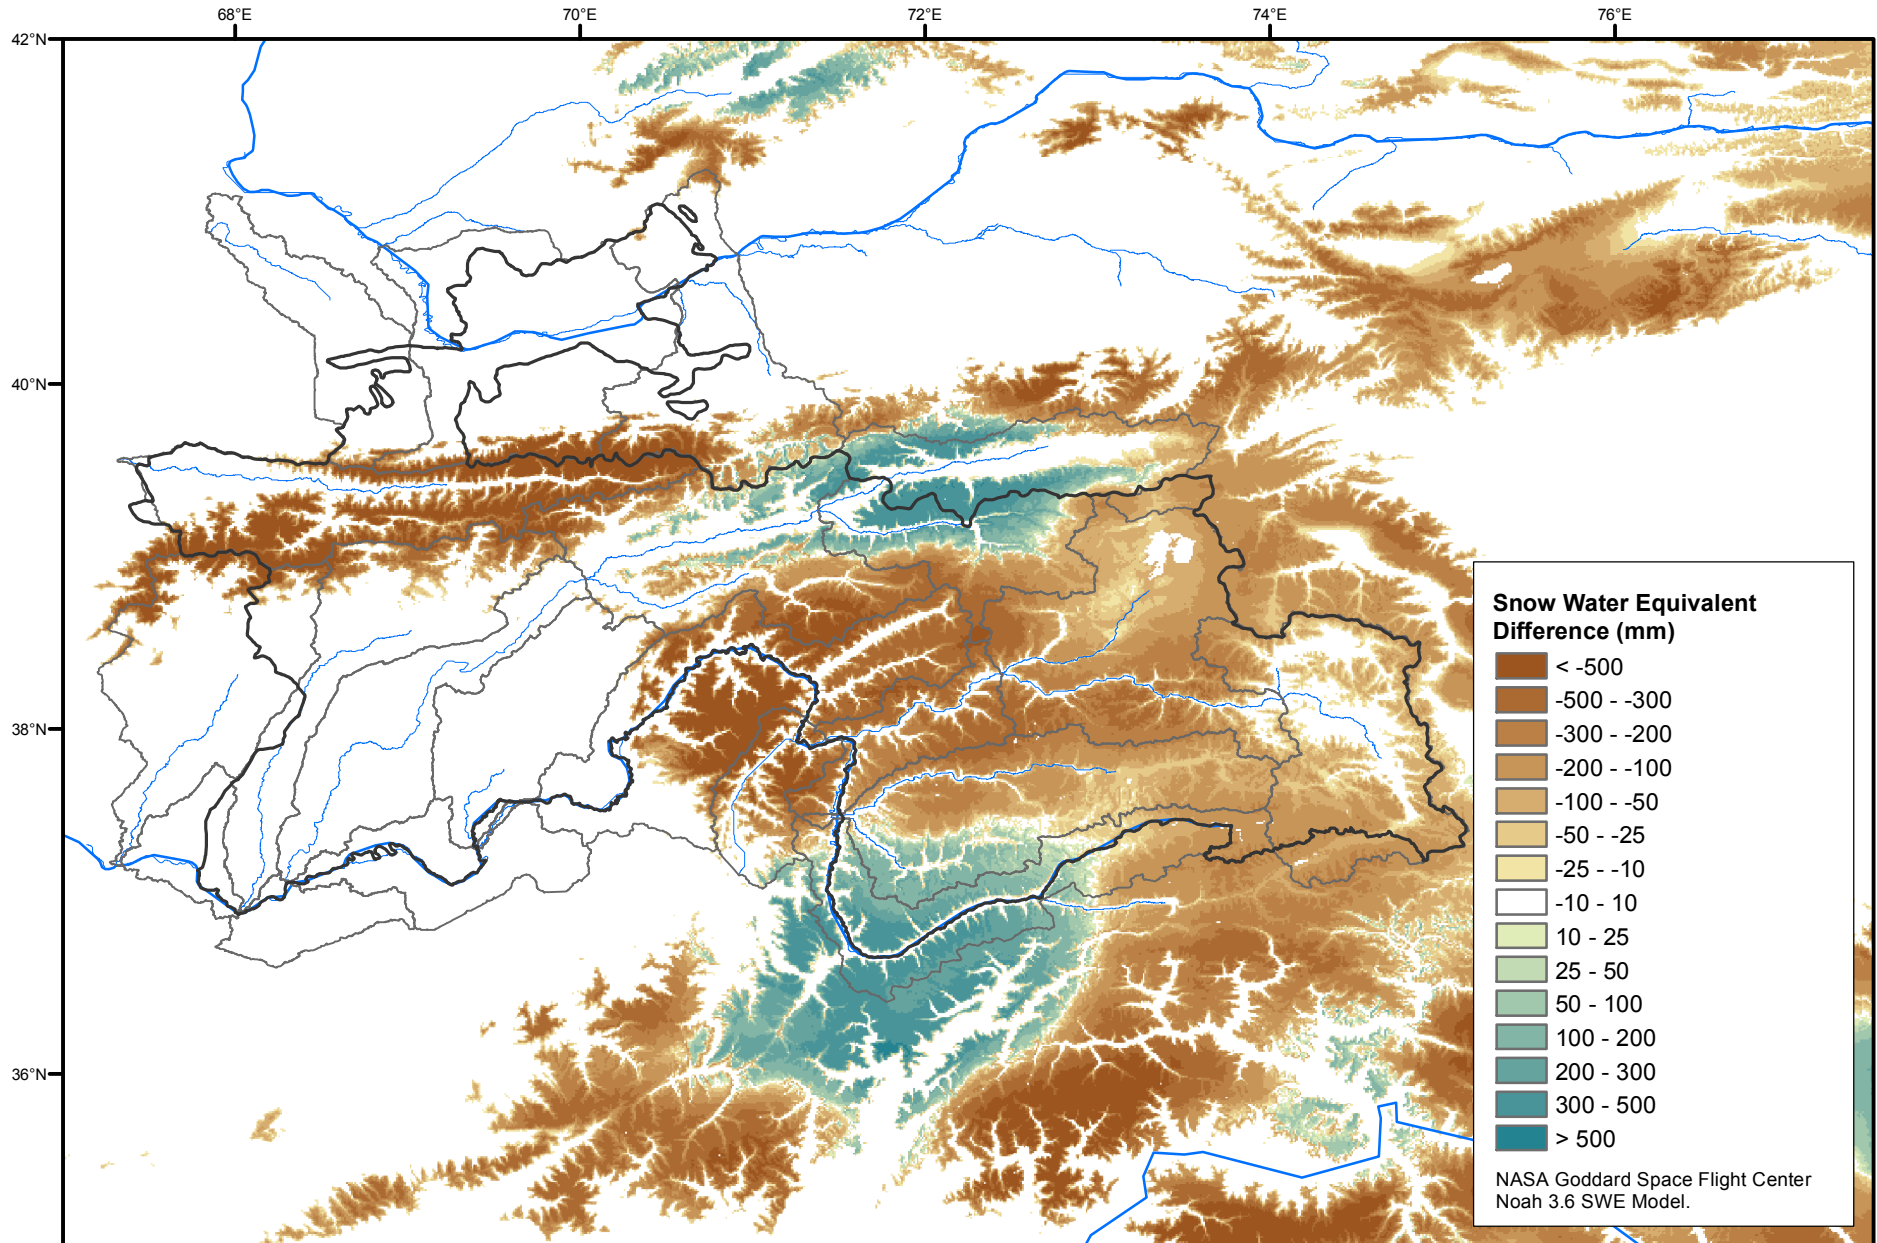 68°E 70°E 72°E 74°E 76°E
42°N
40°N
38°N
36°N
Snow Water Equivalent
Difference (mm)
< -500
-500 - -300
-300 - -200
-200 - -100
-100 - -50
-50 - -25
-25 - -10
-10 - 10
10 - 25
25 - 50
50 - 100
100 - 200
200 - 300
300 - 500
> 500
NASA Goddard Space Flight Center
Noah 3.6 SWE Model.